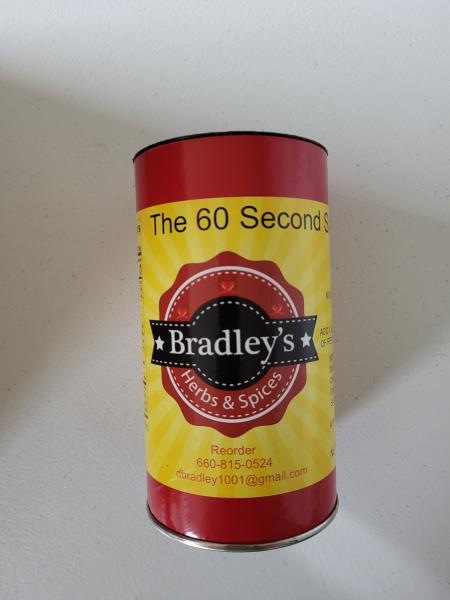 The 60 Second S
Bradley's
Herbs & Spices
Reorder
660-815-0524
dbradley1001@gmail.com